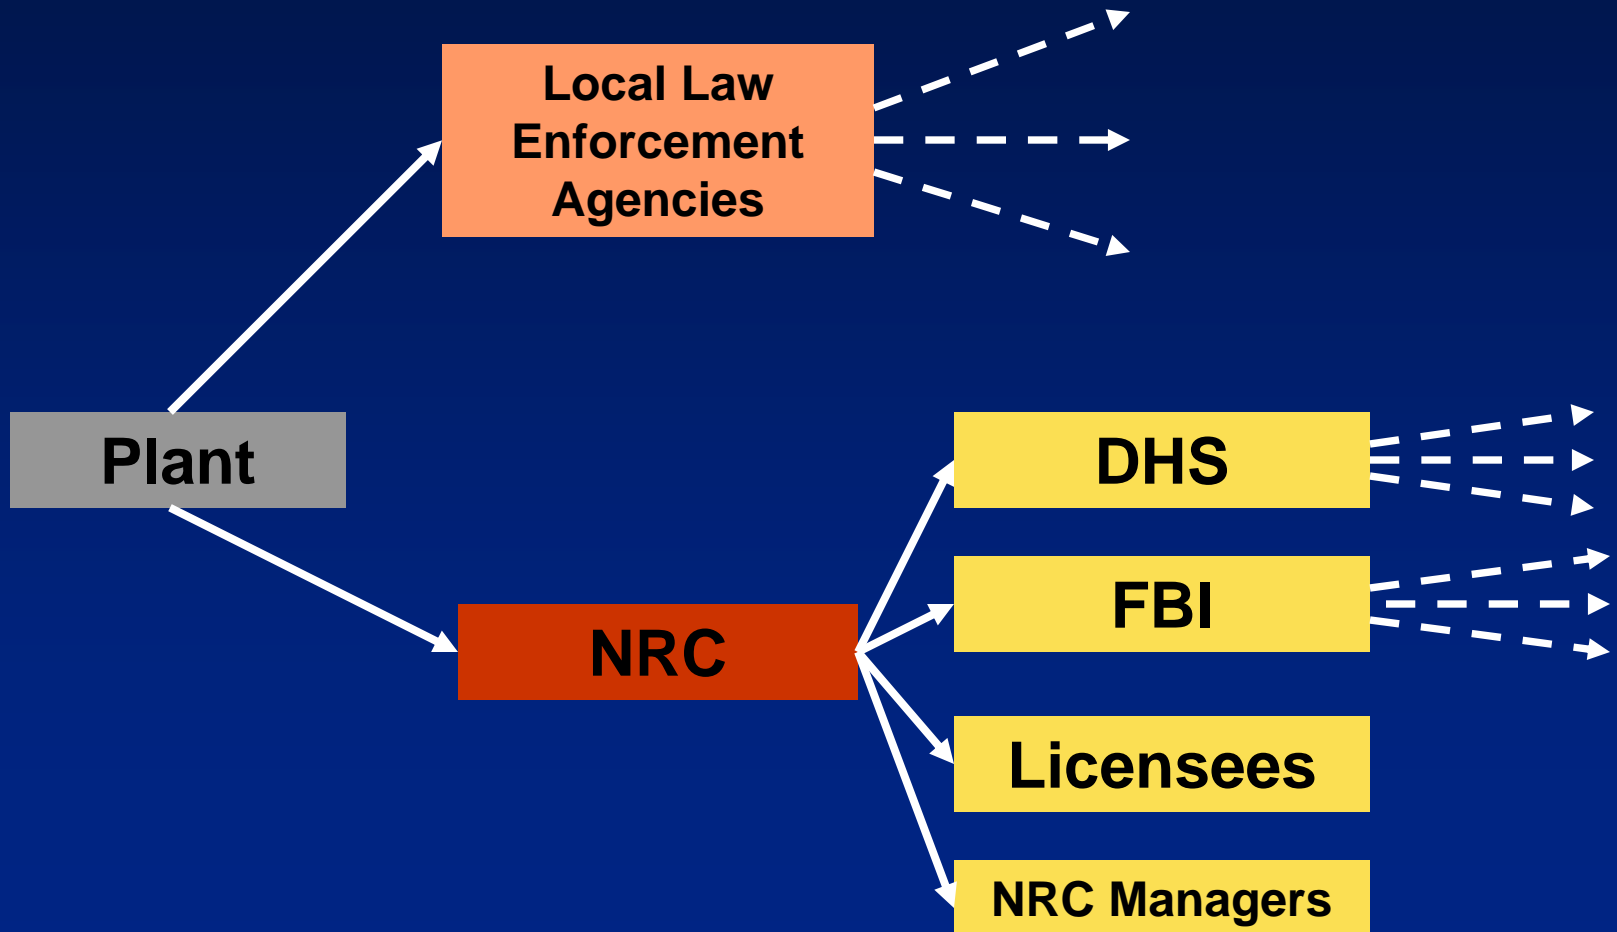 Local Law
Enforcement
Agencies
Plant
DHS
FBI
NRC
Licensees
NRC Managers